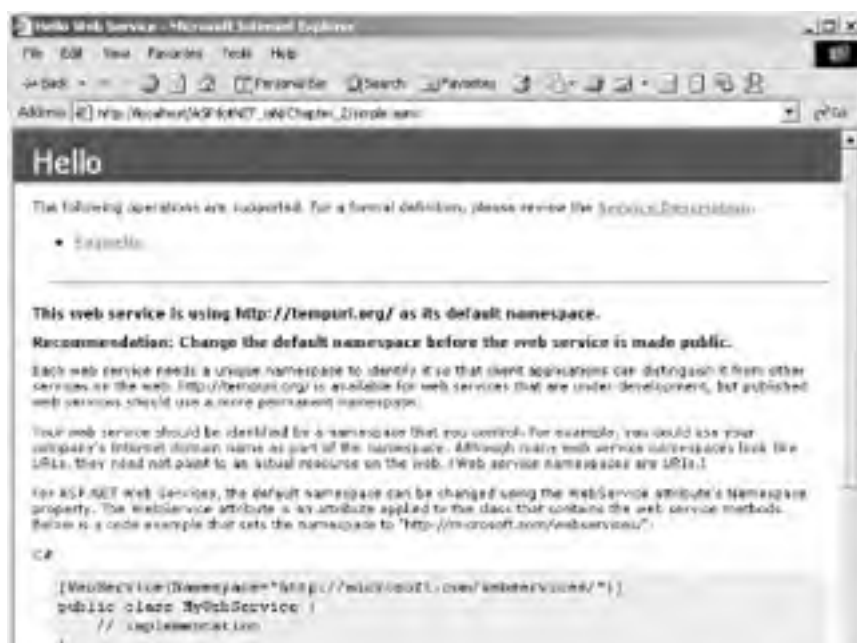 Hello Web Service - Microsoft Internet Explorer
File Edit View Favorites Tools Help
Back Personal Bar Search Favorites
Address Go
Hello
The following operations are supported. For a formal definition, please review the Service Description.
• SayHello
This web service is using http://tempuri.org/ as its default namespace.
Recommendation: Change the default namespace before the web service is made public.
Each web service needs a unique namespace to identify it so that client applications can distinguish it from other
services on the web. http://tempuri.org/ is available for web services that are under development, but published
web services should use a more permanent namespace.
Your web service should be identified by a namespace that you control. For example, you could use your
company's Internet domain name as part of the namespace. Although many web service namespaces look like
URLs, they need not point to an actual resource on the web. (Web service namespaces are URIs.)
For ASP.NET Web Services, the default namespace can be changed using the WebService attribute's Namespace
property. The WebService attribute is an attribute applied to the class that contains the web service methods.
Below is a code example that sets the namespace to "http://microsoft.com/webservices/":
C#
[WebService(Namespace="http://microsoft.com/webservices/")]
public class MyWebService {
// implementation